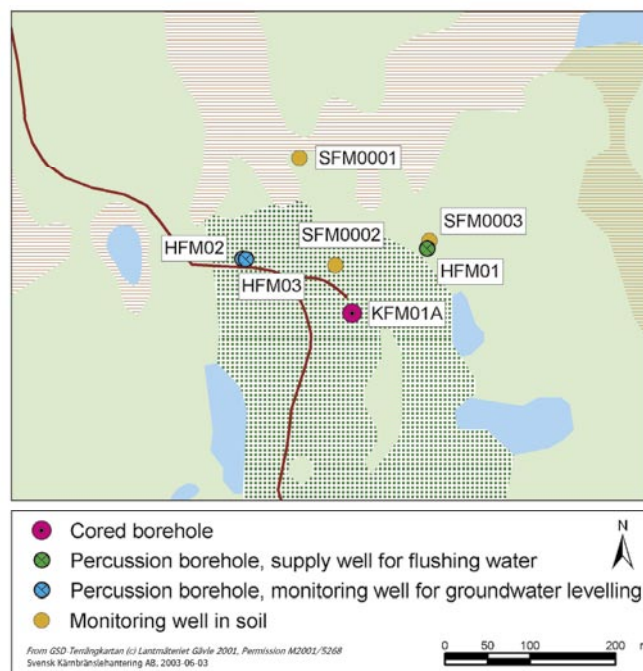 SFM0001
SFM0003
SFM0002
HFM02
HFM01
HFM03
KFM01A
Cored borehole
Percussion borehole, supply well for flushing water
Percussion borehole, monitoring well for groundwater levelling
Monitoring well in soil
N
From GSD-Terrängkartan (c) Lantmäteriet Gävle 2001, Permission M2001/5268
Svensk Kärnbränslehantering AB, 2003-06-03
0 50 100 200 m